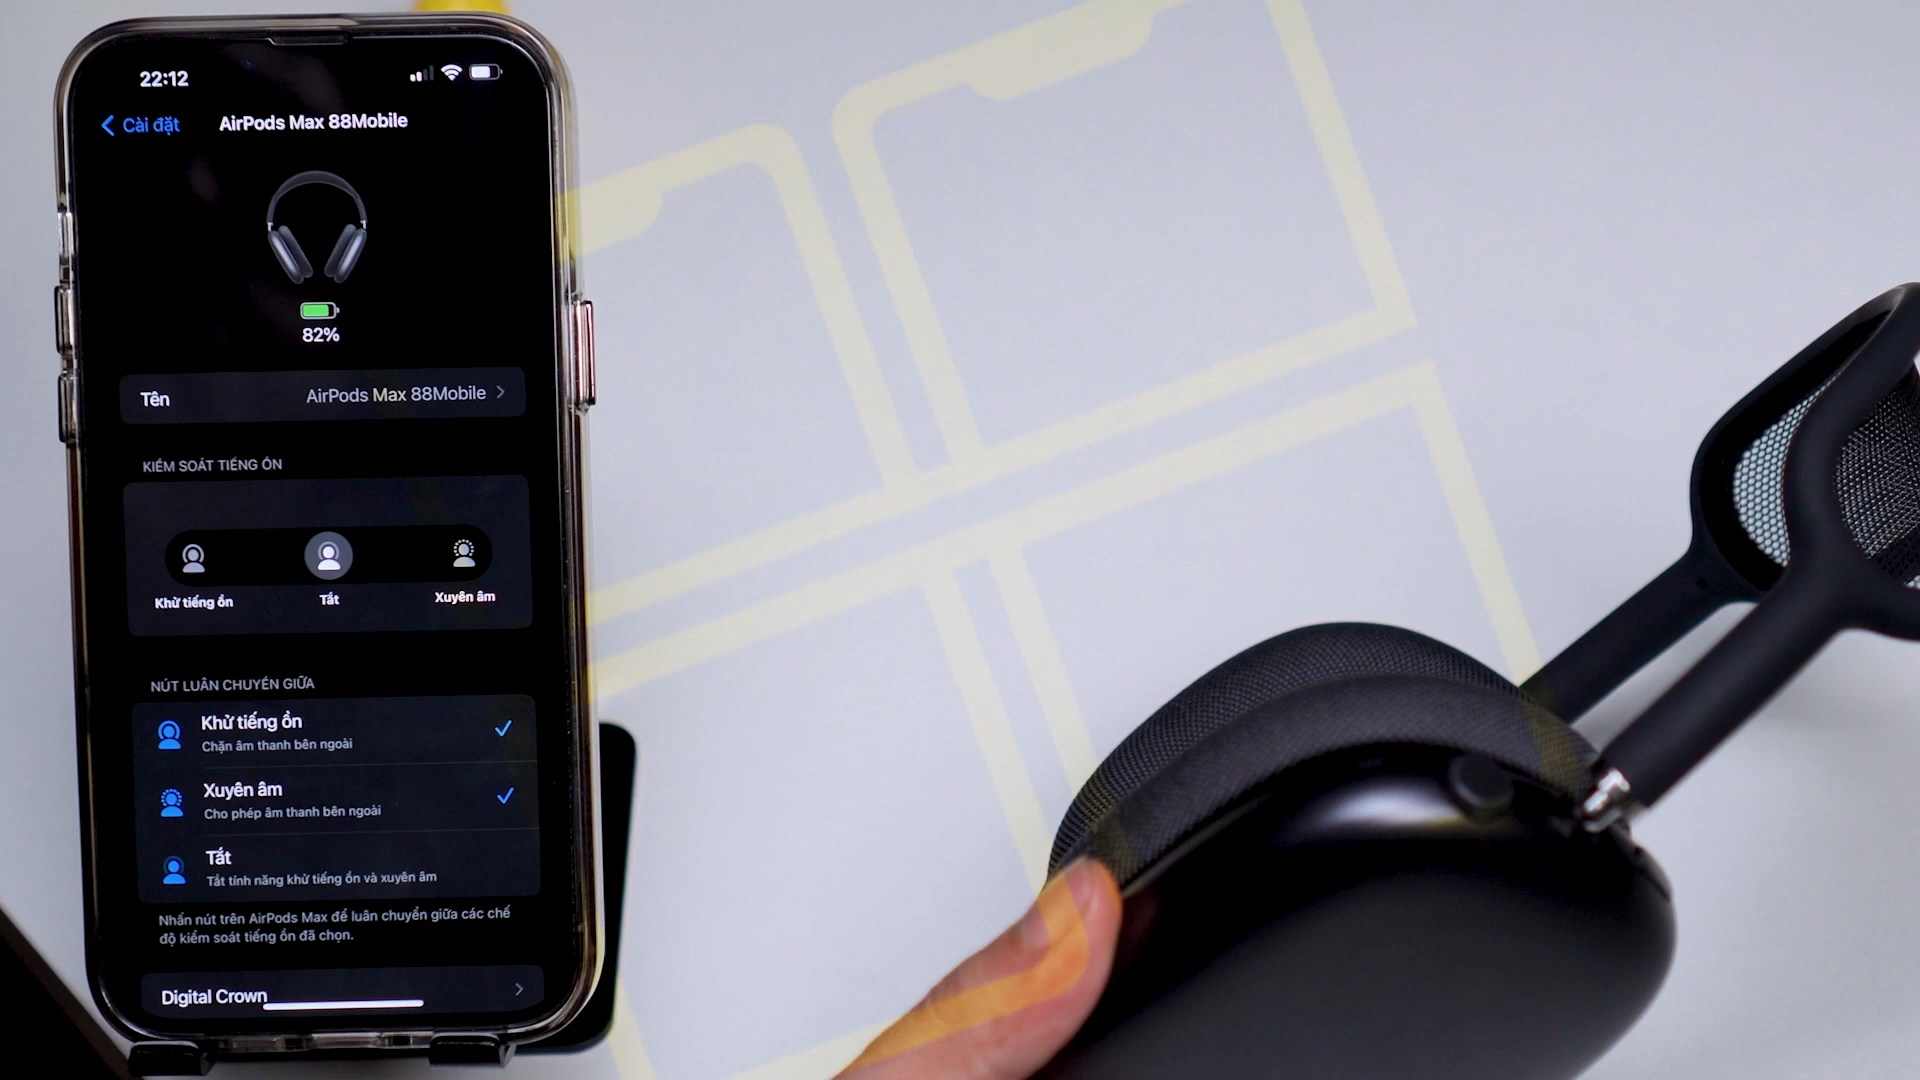 22:12
Cài đặt
AirPods Max 88Mobile
82%
Tên
AirPods Max 88Mobile
KIỂM SOÁT TIẾNG ỒN
Khử tiếng ồn
Tắt
Xuyên âm
NÚT LUÂN CHUYỂN GIỮA
Khử tiếng ồn
Chặn âm thanh bên ngoài
Xuyên âm
Cho phép âm thanh bên ngoài
Tắt
Tắt tính năng khử tiếng ồn và xuyên âm
Nhấn nút trên AirPods Max để luân chuyển giữa các chế
độ kiểm soát tiếng ồn đã chọn.
Digital Crown